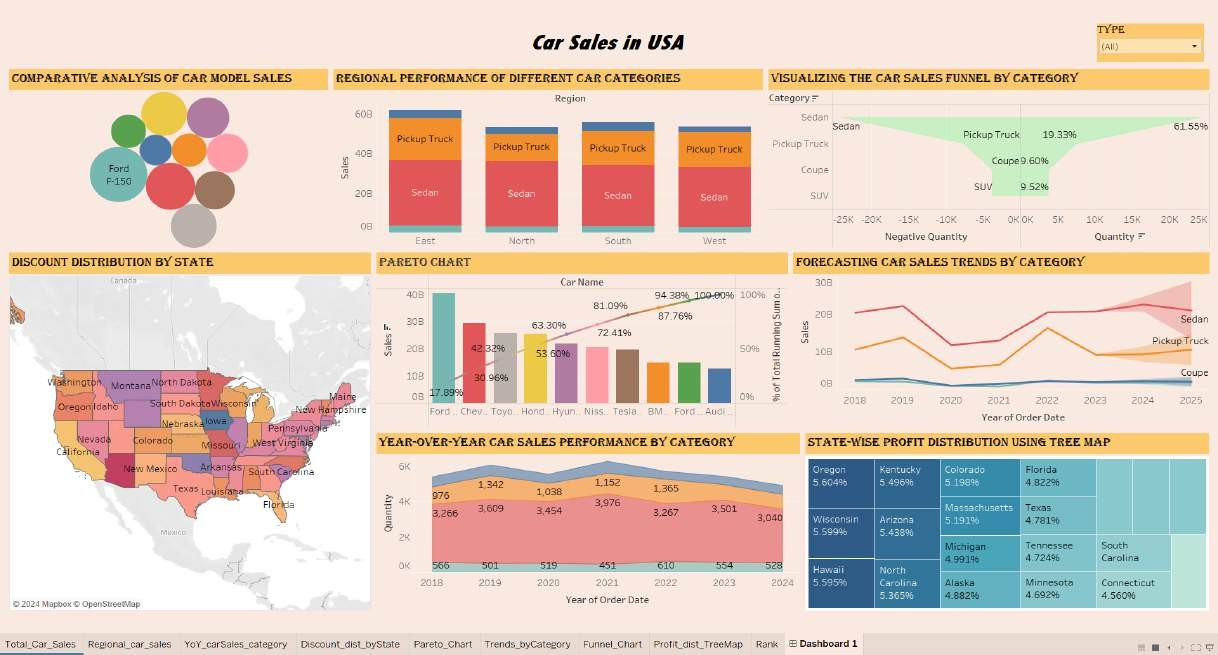 Car Sales in USA
TYPE
(All)
COMPARATIVE ANALYSIS OF CAR MODEL SALES
Ford
F-150
REGIONAL PERFORMANCE OF DIFFERENT CAR CATEGORIES
Region
Sales
60B
40B
20B
0B
Pickup Truck
Pickup Truck
Pickup Truck
Pickup Truck
Sedan
Sedan
Sedan
Sedan
East
North
South
West
VISUALIZING THE CAR SALES FUNNEL BY CATEGORY
Category
Sedan
Pickup Truck
Coupe
SUV
Sedan
61.55%
Pickup Truck
19.33%
Coupe
9.60%
SUV
9.52%
-25K -20K -15K -10K -5K 0K
0K 5K 10K 15K 20K 25K
Negative Quantity
Quantity
DISCOUNT DISTRIBUTION BY STATE
Canada
Washington
Montana
North Dakota
Maine
Oregon
Idaho
South Dakota
Wisconsin
New Hampshire
Nebraska
Iowa
Pennsylvania
Nevada
Colorado
Missouri
West Virginia
California
New Mexico
Arkansas
South Carolina
Texas
Louisiana
Florida
Mexico
© 2024 Mapbox © OpenStreetMap
PARETO CHART
Car Name
Sales
40B
30B
20B
10B
0B
17.89%
30.96%
42.32%
53.60%
63.30%
72.41%
81.09%
87.76%
94.38%
100.00%
100%
50%
0%
% of Total Running Sum o..
Ford ..
Chev..
Toyo..
Hond..
Hyun..
Niss..
Tesla
BM..
Ford ..
Audi ..
FORECASTING CAR SALES TRENDS BY CATEGORY
Sales
30B
20B
10B
0B
Sedan
Pickup Truck
Coupe
2018 2019 2020 2021 2022 2023 2024 2025
Year of Order Date
YEAR-OVER-YEAR CAR SALES PERFORMANCE BY CATEGORY
Quantity
6K
4K
2K
0K
976 1,342 1,038 1,152 1,365
3,266 3,609 3,454 3,976 3,267 3,501 3,040
566 501 519 451 610 554 528
2018 2019 2020 2021 2022 2023 2024
Year of Order Date
STATE-WISE PROFIT DISTRIBUTION USING TREE MAP
Oregon
5.604%
Wisconsin
5.599%
Hawaii
5.595%
Kentucky
5.496%
Arizona
5.438%
North
Carolina
5.365%
Colorado
5.198%
Massachusetts
5.191%
Michigan
4.991%
Alaska
4.882%
Florida
4.822%
Texas
4.781%
Tennessee
4.724%
Minnesota
4.692%
South
Carolina
Connecticut
4.560%
Total_Car_Sales
Regional_car_sales
YoY_carSales_category
Discount_dist_byState
Pareto_Chart
Trends_byCategory
Funnel_Chart
Profit_dist_TreeMap
Rank
Dashboard 1